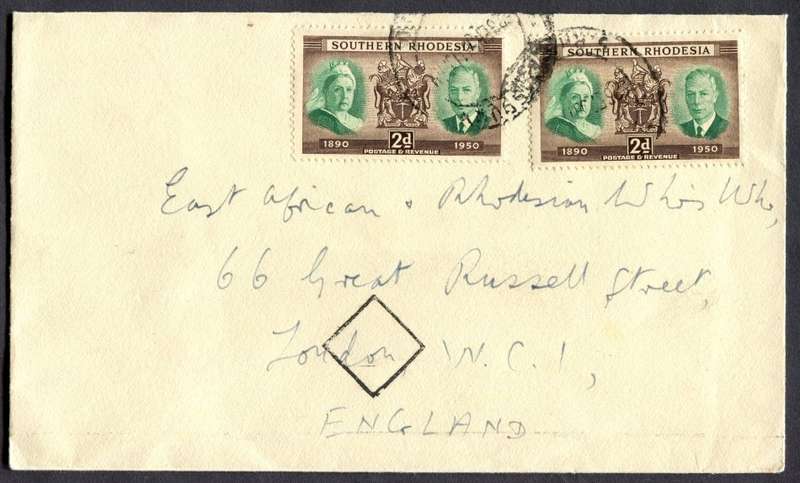 SOUTHERN RHODESIA
1890 2d 1950
POSTAGE & REVENUE
SOUTHERN RHODESIA
1890 2d 1950
POSTAGE & REVENUE
East African & Rhodesian Who's Who,
66 Great Russell Street,
London, W.C.1,
ENGLAND